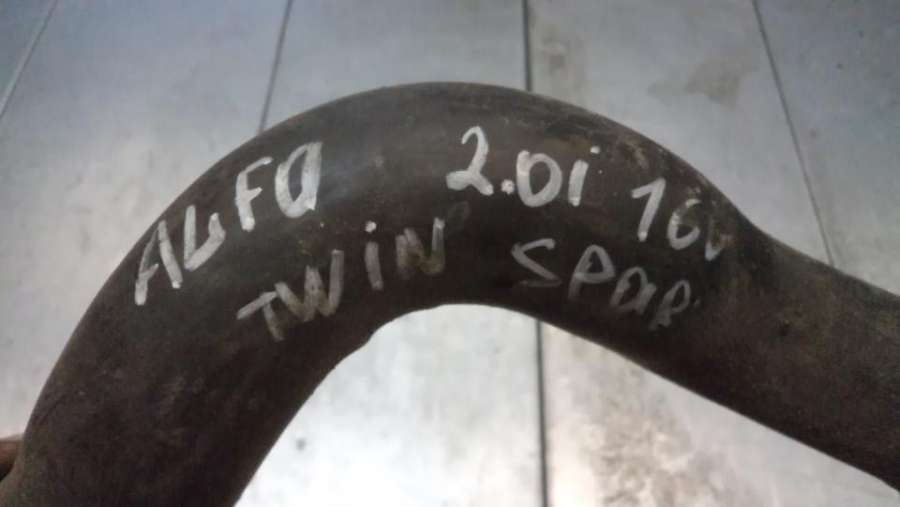 ALFA 2.0i 16V
TWiN SPAR